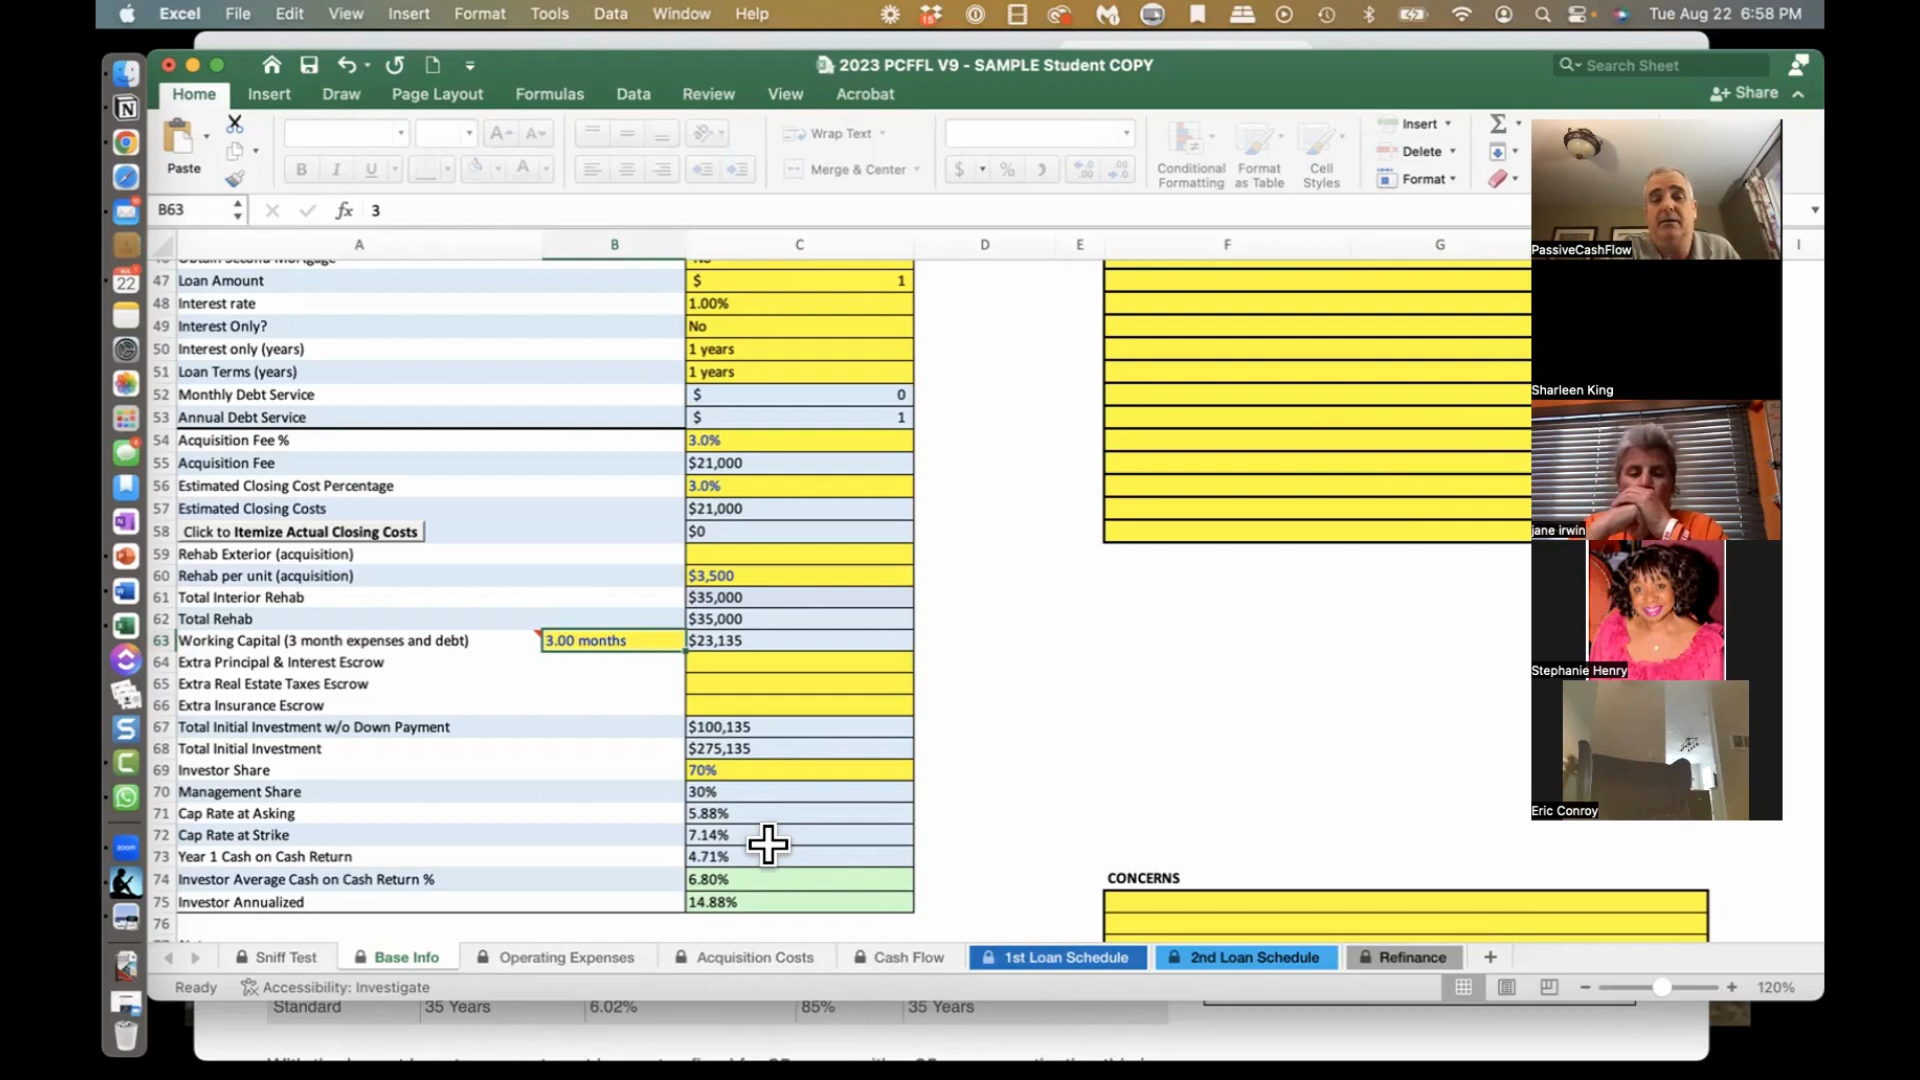 Excel File Edit View Insert Format Tools Data Window Help
15
Tue Aug 22 6:58 PM
2023 PCFFL V9 - SAMPLE Student COPY
Search Sheet
Home Insert Draw Page Layout Formulas Data Review View Acrobat
Share
Paste
A A
Wrap Text
Insert
B I U A
Merge & Center
$ %
Conditional Formatting
Format as Table
Cell Styles
Delete
Format
B63 fx 3
A B C D E F G I
Obtain Second Mortgage No
47 Loan Amount $ 1
48 Interest rate 1.00%
49 Interest Only? No
50 Interest only (years) 1 years
51 Loan Terms (years) 1 years
52 Monthly Debt Service $ 0
53 Annual Debt Service $ 1
54 Acquisition Fee % 3.0%
55 Acquisition Fee $21,000
56 Estimated Closing Cost Percentage 3.0%
57 Estimated Closing Costs $21,000
58 Click to Itemize Actual Closing Costs $0
59 Rehab Exterior (acquisition)
60 Rehab per unit (acquisition) $3,500
61 Total Interior Rehab $35,000
62 Total Rehab $35,000
63 Working Capital (3 month expenses and debt) 3.00 months $23,135
64 Extra Principal & Interest Escrow
65 Extra Real Estate Taxes Escrow
66 Extra Insurance Escrow
67 Total Initial Investment w/o Down Payment $100,135
68 Total Initial Investment $275,135
69 Investor Share 70%
70 Management Share 30%
71 Cap Rate at Asking 5.88%
72 Cap Rate at Strike 7.14%
73 Year 1 Cash on Cash Return 4.71%
74 Investor Average Cash on Cash Return % 6.80%
75 Investor Annualized 14.88%
76
CONCERNS
PassiveCashFlow
Sharleen King
jane irwin
Stephanie Henry
Eric Conroy
22
zoom
Sniff Test Base Info Operating Expenses Acquisition Costs Cash Flow 1st Loan Schedule 2nd Loan Schedule Refinance +
Ready Accessibility: Investigate
120%
Standard 35 Years 6.02% 85% 35 Years